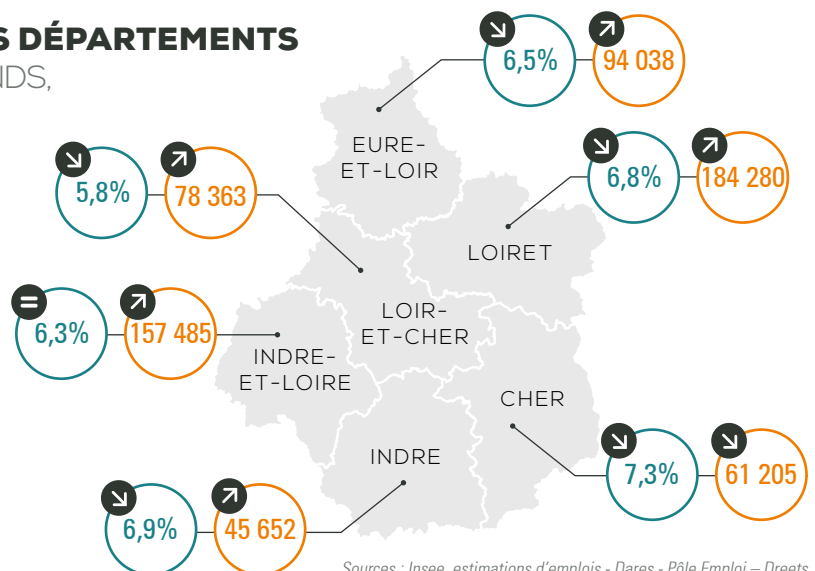 S DÉPARTEMENTS
NDS,
6,5%
94 038
EURE-
ET-LOIR
6,8%
184 280
5,8%
78 363
LOIRET
6,3%
157 485
LOIR-
ET-CHER
INDRE-
ET-LOIRE
CHER
INDRE
7,3%
61 205
6,9%
45 652
Sources : Insee, estimations d'emplois - Dares - Pôle Emploi – Dreets